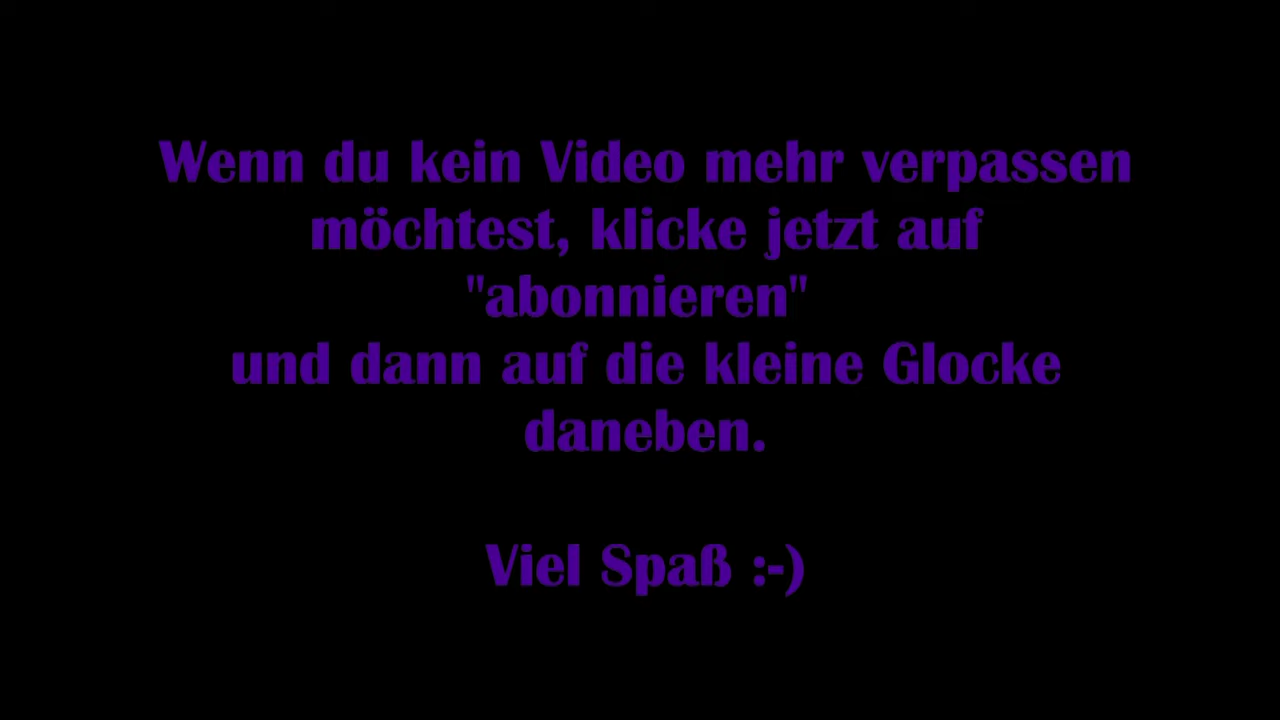 Wenn du kein Video mehr verpassen
möchtest, klicke jetzt auf
"abonnieren"
und dann auf die kleine Glocke
daneben.
Viel Spaß :-)